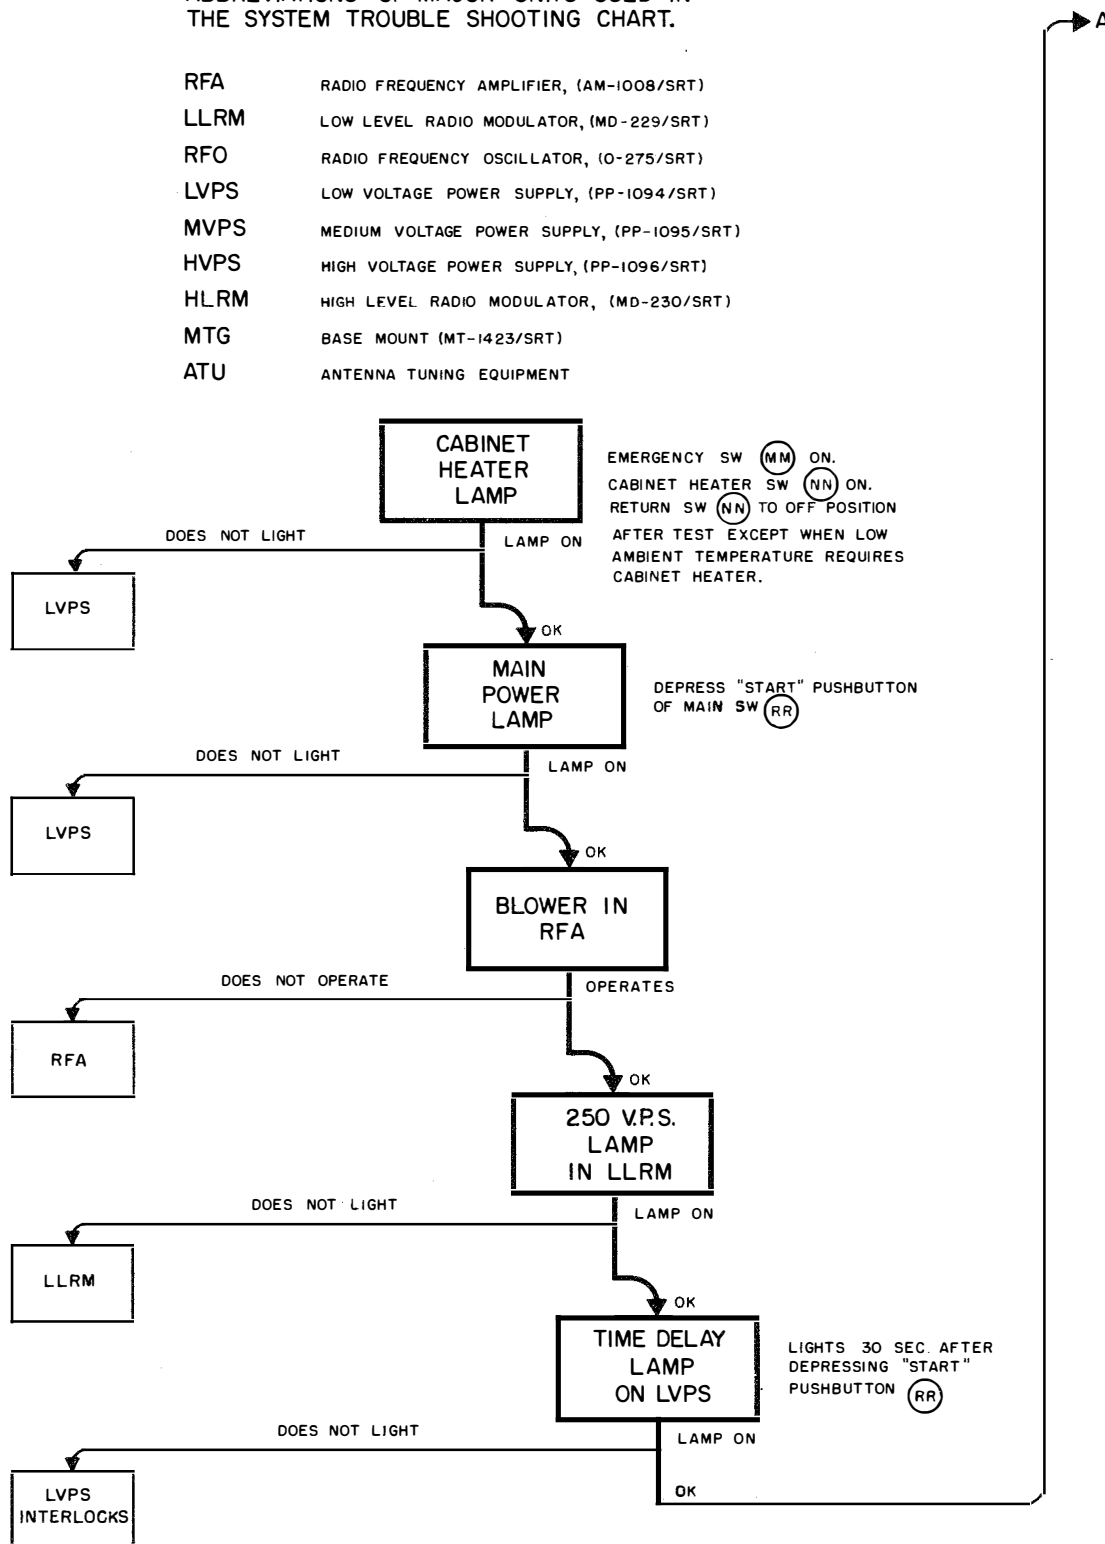 THE SYSTEM TROUBLE SHOOTING CHART.
A
RFA RADIO FREQUENCY AMPLIFIER, (AM-1008/SRT)
LLRM LOW LEVEL RADIO MODULATOR, (MD-229/SRT)
RFO RADIO FREQUENCY OSCILLATOR, (O-275/SRT)
LVPS LOW VOLTAGE POWER SUPPLY, (PP-1094/SRT)
MVPS MEDIUM VOLTAGE POWER SUPPLY, (PP-1095/SRT)
HVPS HIGH VOLTAGE POWER SUPPLY, (PP-1096/SRT)
HLRM HIGH LEVEL RADIO MODULATOR, (MD-230/SRT)
MTG BASE MOUNT (MT-1423/SRT)
ATU ANTENNA TUNING EQUIPMENT
CABINET
HEATER
LAMP
EMERGENCY SW MM ON.
CABINET HEATER SW NN ON.
RETURN SW NN TO OFF POSITION
AFTER TEST EXCEPT WHEN LOW
AMBIENT TEMPERATURE REQUIRES
CABINET HEATER.
DOES NOT LIGHT
LAMP ON
LVPS
OK
MAIN
POWER
LAMP
DEPRESS "START" PUSHBUTTON
OF MAIN SW RR
DOES NOT LIGHT
LAMP ON
LVPS
OK
BLOWER IN
RFA
DOES NOT OPERATE
OPERATES
RFA
OK
250 V.P.S.
LAMP
IN LLRM
DOES NOT LIGHT
LAMP ON
LLRM
OK
TIME DELAY
LAMP
ON LVPS
LIGHTS 30 SEC. AFTER
DEPRESSING "START"
PUSHBUTTON RR
DOES NOT LIGHT
LAMP ON
LVPS
INTERLOCKS
OK